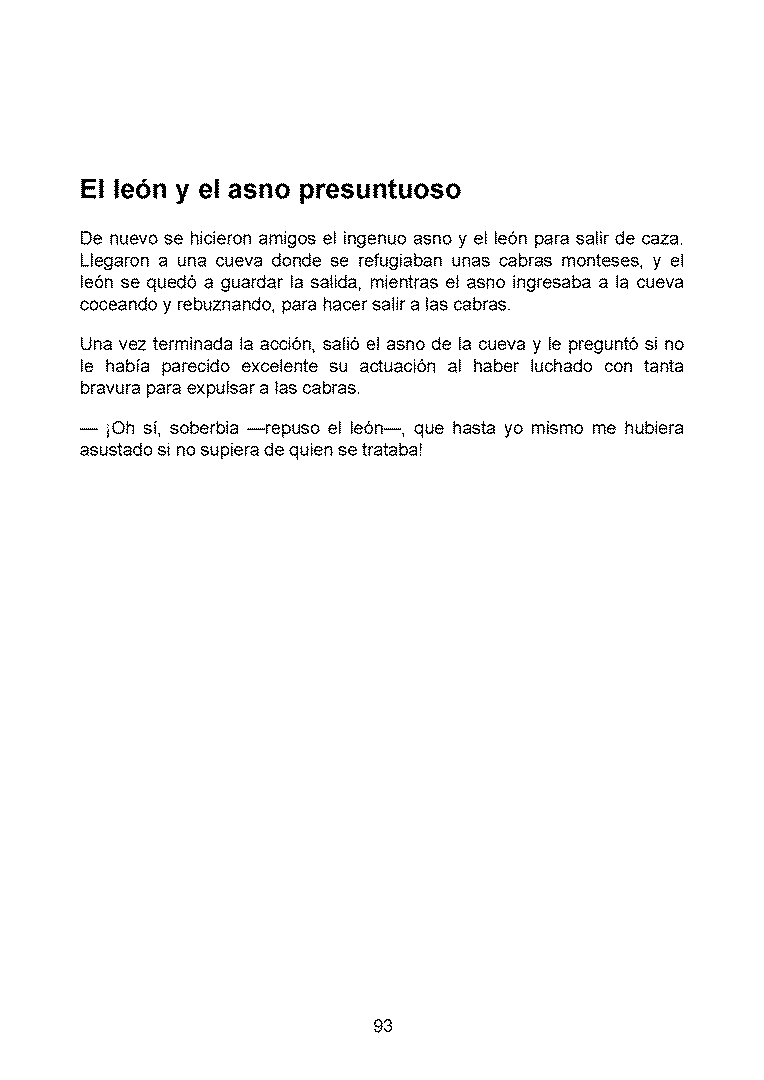 El león y el asno presuntuoso
De nuevo se hicieron amigos el ingenuo asno y el león para salir de caza.
Llegaron a una cueva donde se refugiaban unas cabras monteses, y el
león se quedó a guardar la salida, mientras el asno ingresaba a la cueva
coceando y rebuznando, para hacer salir a las cabras.
Una vez terminada la acción, salió el asno de la cueva y le preguntó si no
le había parecido excelente su actuación al haber luchado con tanta
bravura para expulsar a las cabras.
— ¡Oh sí, soberbia —repuso el león—, que hasta yo mismo me hubiera
asustado si no supiera de quien se trataba!
93